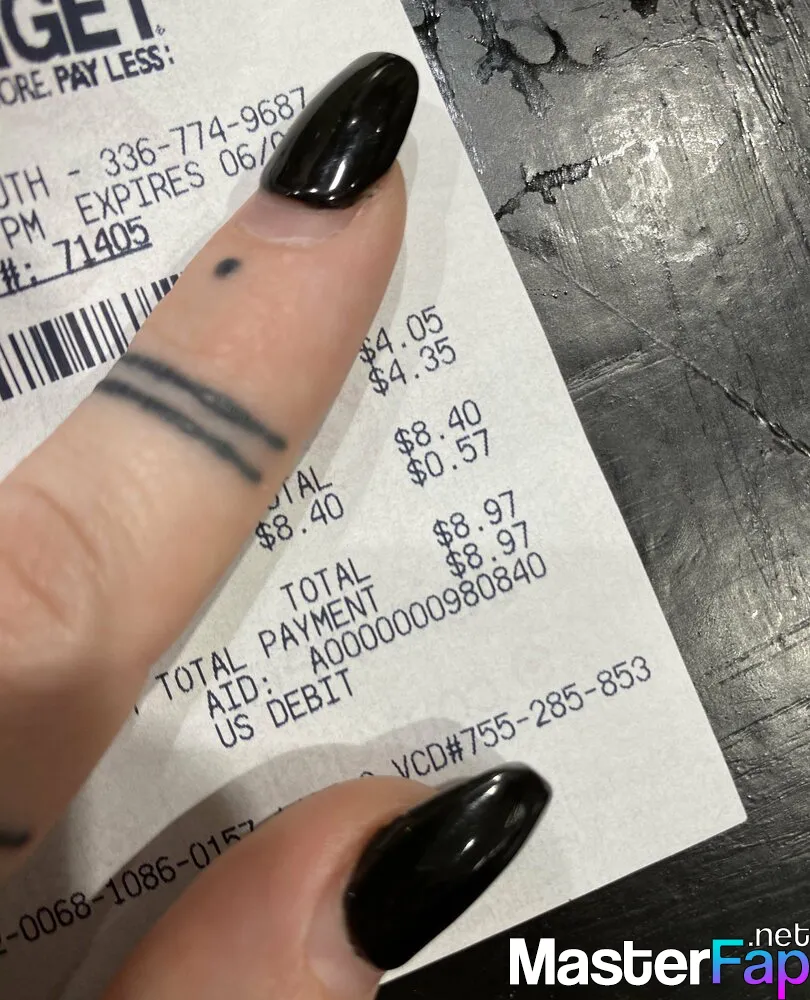 GET
ORE PAY LESS:
UTH - 336-774-9687
PM EXPIRES 06/0
#: 71405
$4.05
$4.35
$8.40
TAL $0.57
$8.40
TOTAL $8.97
TOTAL PAYMENT $8.97
AID: A0000000980840
US DEBIT
VCD#755-285-853
-0068-1086-0157
MasterFap.net